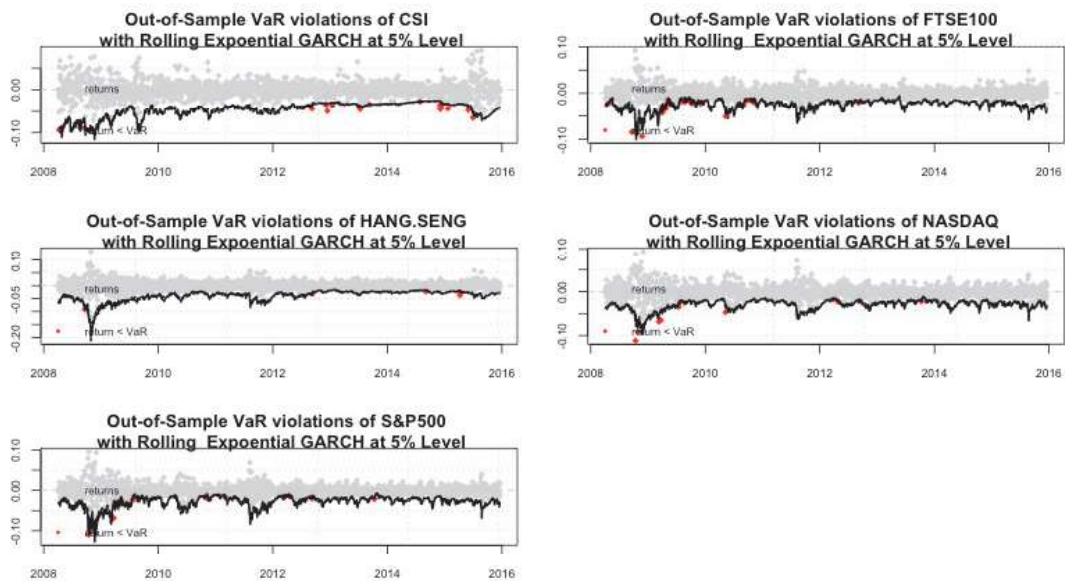 Out-of-Sample VaR violations of CSI
with Rolling Expoential GARCH at 5% Level
0.00
-0.10
returns
return < VaR
2008 2010 2012 2014 2016
Out-of-Sample VaR violations of FTSE100
with Rolling Expoential GARCH at 5% Level
0.10
0.00
-0.10
returns
return < VaR
2008 2010 2012 2014 2016
Out-of-Sample VaR violations of HANG.SENG
with Rolling Expoential GARCH at 5% Level
0.10
-0.05
-0.20
returns
return < VaR
2008 2010 2012 2014 2016
Out-of-Sample VaR violations of NASDAQ
with Rolling Expoential GARCH at 5% Level
0.10
0.00
-0.10
returns
return < VaR
2008 2010 2012 2014 2016
Out-of-Sample VaR violations of S&P500
with Rolling Expoential GARCH at 5% Level
0.10
0.00
-0.10
returns
return < VaR
2008 2010 2012 2014 2016